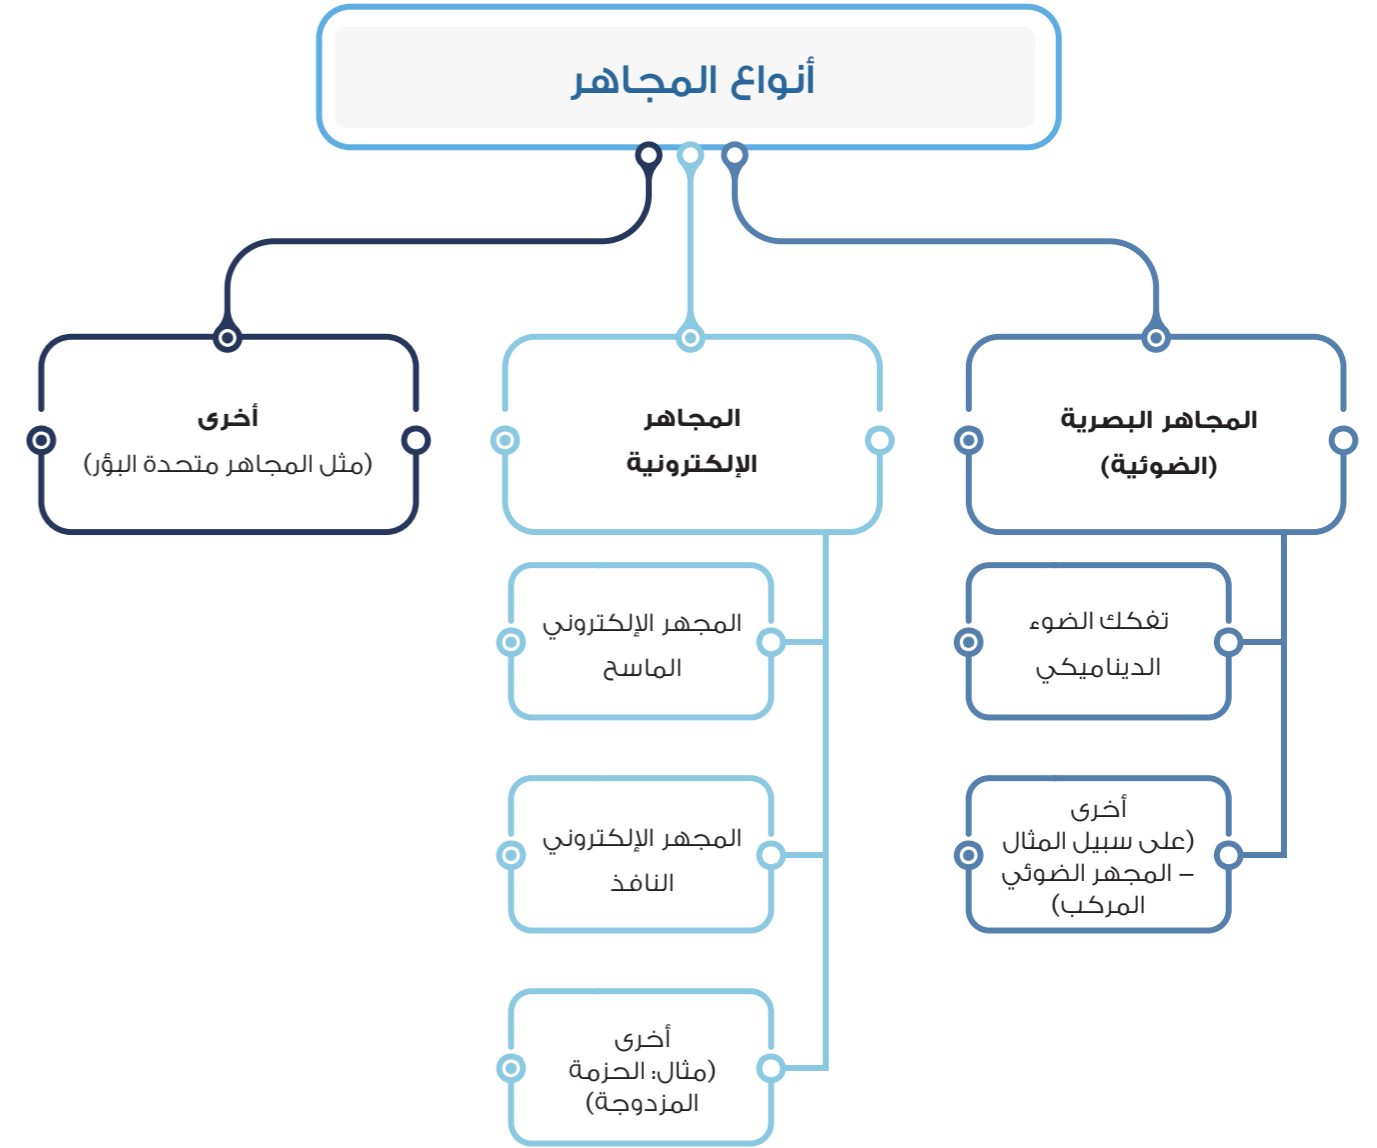 أنواع المجاهر
المجاهر البصرية
(الضوئية)
تفكك الضوء
الديناميكي
أخرى
(على سبيل المثال
– المجهر الضوئي
المركب)
المجاهر
الإلكترونية
المجهر الإلكتروني
الماسح
المجهر الإلكتروني
النافذ
أخرى
(مثال: الحزمة
المزدوجة)
أخرى
(مثل المجاهر متحدة البؤر)